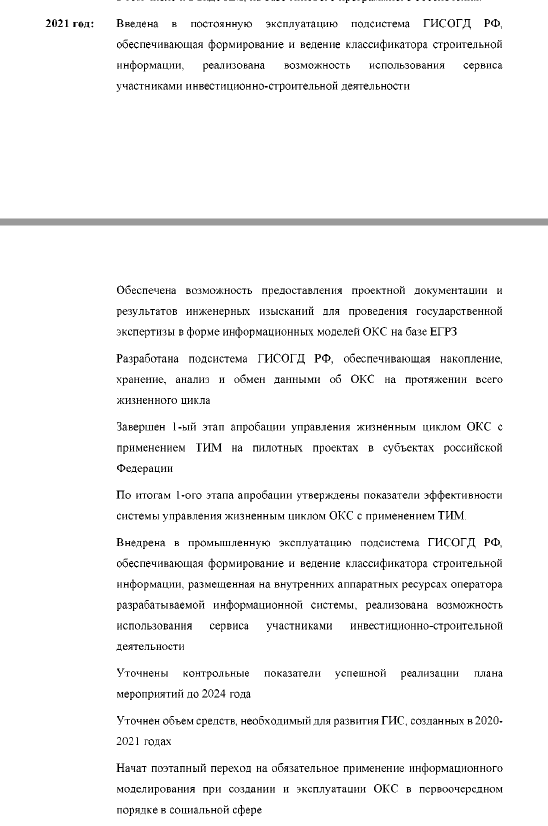 2021 год: Введена в постоянную эксплуатацию подсистема ГИСОГД РФ,
обеспечивающая формирование и ведение классификатора строительной
информации, реализована возможность использования сервиса
участниками инвестиционно-строительной деятельности
Обеспечена возможность предоставления проектной документации и
результатов инженерных изысканий для проведения государственной
экспертизы в форме информационных моделей ОКС на базе ЕГРЗ
Разработана подсистема ГИСОГД РФ, обеспечивающая накопление,
хранение, анализ и обмен данными об ОКС на протяжении всего
жизненного цикла
Завершен 1-ый этап апробации управления жизненным циклом ОКС с
применением ТИМ на пилотных проектах в субъектах российской
Федерации
По итогам 1-ого этапа апробации утверждены показатели эффективности
системы управления жизненным циклом ОКС с применением ТИМ.
Внедрена в промышленную эксплуатацию подсистема ГИСОГД РФ,
обеспечивающая формирование и ведение классификатора строительной
информации, размещенная на внутренних аппаратных ресурсах оператора
разрабатываемой информационной системы, реализована возможность
использования сервиса участниками инвестиционно-строительной
деятельности
Уточнены контрольные показатели успешной реализации плана
мероприятий до 2024 года
Уточнен объем средств, необходимый для развития ГИС, созданных в 2020-
2021 годах
Начат поэтапный переход на обязательное применение информационного
моделирования при создании и эксплуатации ОКС в первоочередном
порядке в социальной сфере